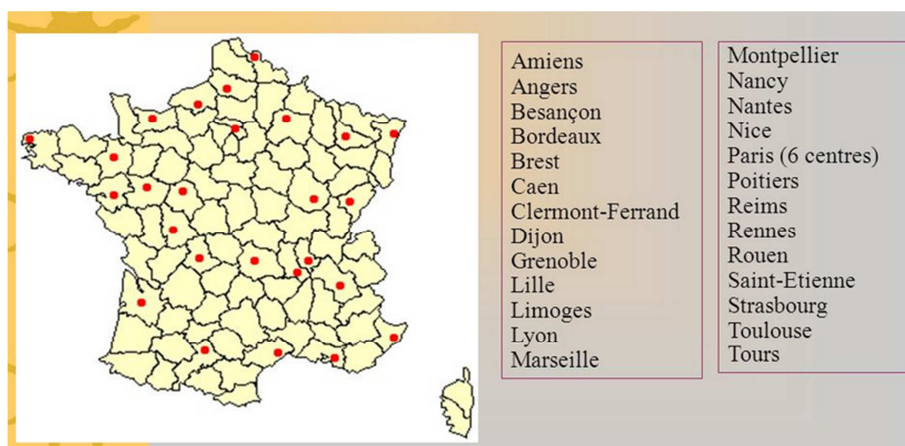 Amiens
Angers
Besançon
Bordeaux
Brest
Caen
Clermont-Ferrand
Dijon
Grenoble
Lille
Limoges
Lyon
Marseille
Montpellier
Nancy
Nantes
Nice
Paris (6 centres)
Poitiers
Reims
Rennes
Rouen
Saint-Etienne
Strasbourg
Toulouse
Tours